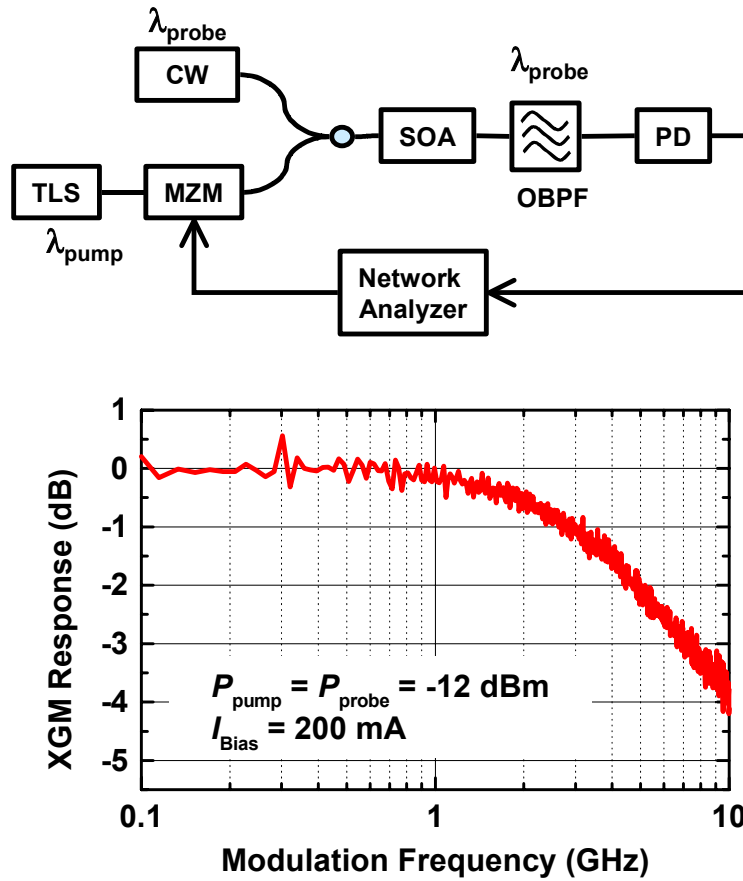 λprobe
CW
λprobe
SOA
PD
OBPF
TLS
MZM
λpump
Network
Analyzer
1
0
-1
-2
-3
-4
-5
XGM Response (dB)
Ppump = Pprobe = -12 dBm
IBias = 200 mA
0.1
1
10
Modulation Frequency (GHz)